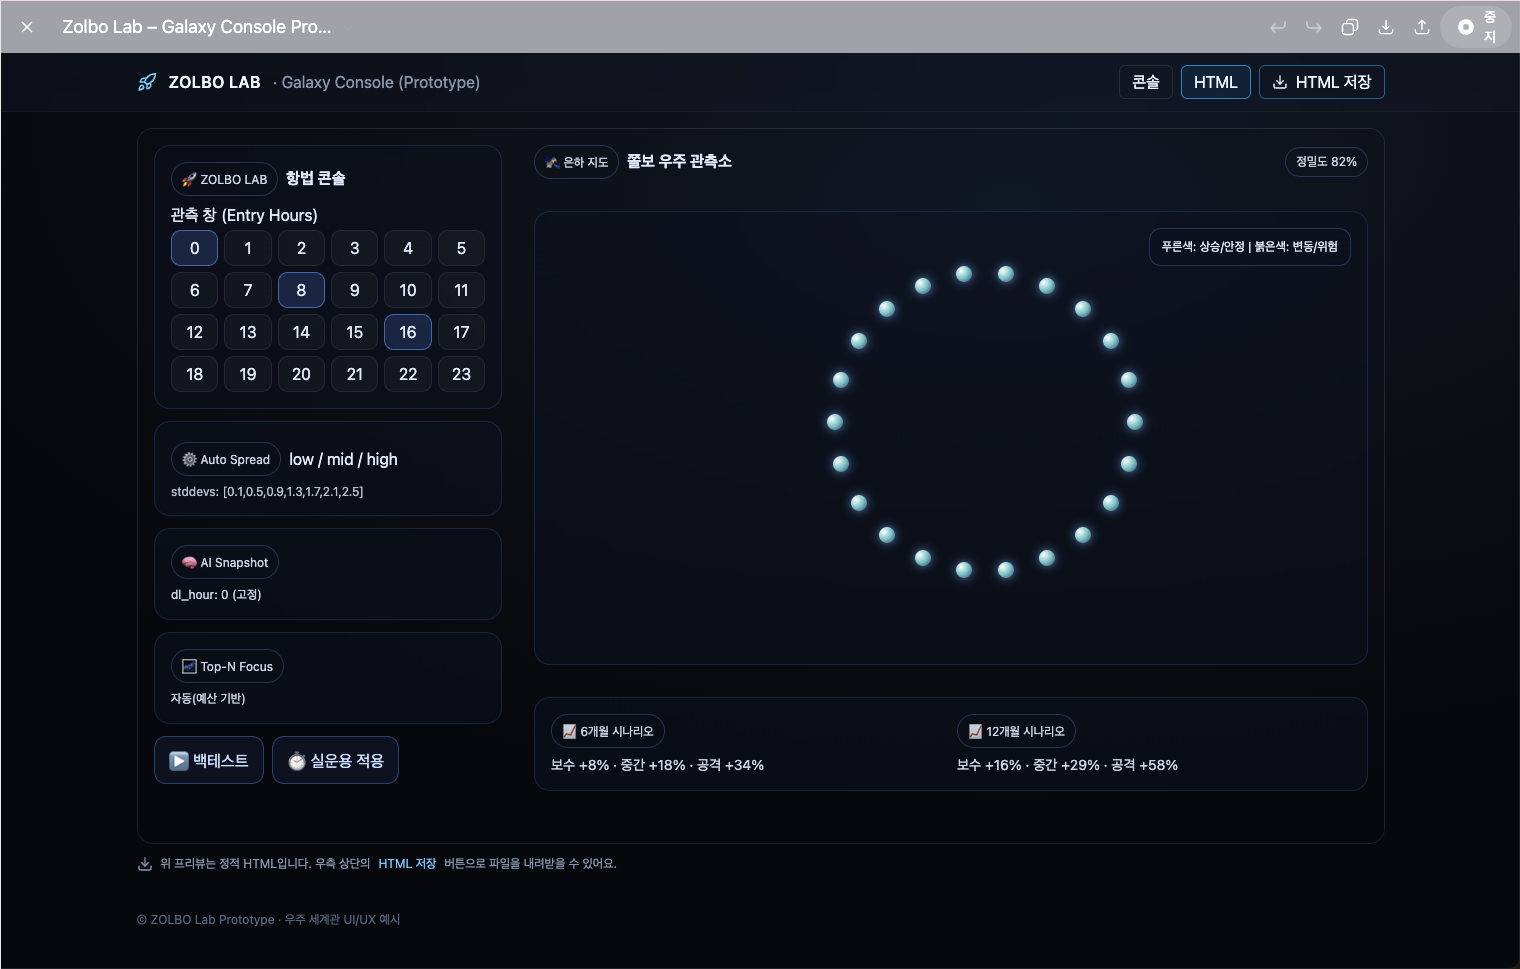 Zolbo Lab – Galaxy Console Pro...
중
지
ZOLBO LAB · Galaxy Console (Prototype)
콘솔
HTML
HTML 저장
ZOLBO LAB
항법 콘솔
관측 창 (Entry Hours)
0 1 2 3 4 5
6 7 8 9 10 11
12 13 14 15 16 17
18 19 20 21 22 23
Auto Spread
low / mid / high
stddevs: [0.1,0.5,0.9,1.3,1.7,2.1,2.5]
AI Snapshot
dl_hour: 0 (고정)
Top-N Focus
자동(예산 기반)
백테스트
실운용 적용
은하 지도
쫄보 우주 관측소
정밀도 82%
푸른색: 상승/안정 | 붉은색: 변동/위험
6개월 시나리오
보수 +8% · 중간 +18% · 공격 +34%
12개월 시나리오
보수 +16% · 중간 +29% · 공격 +58%
위 프리뷰는 정적 HTML입니다. 우측 상단의 HTML 저장 버튼으로 파일을 내려받을 수 있어요.
© ZOLBO Lab Prototype · 우주 세계관 UI/UX 예시